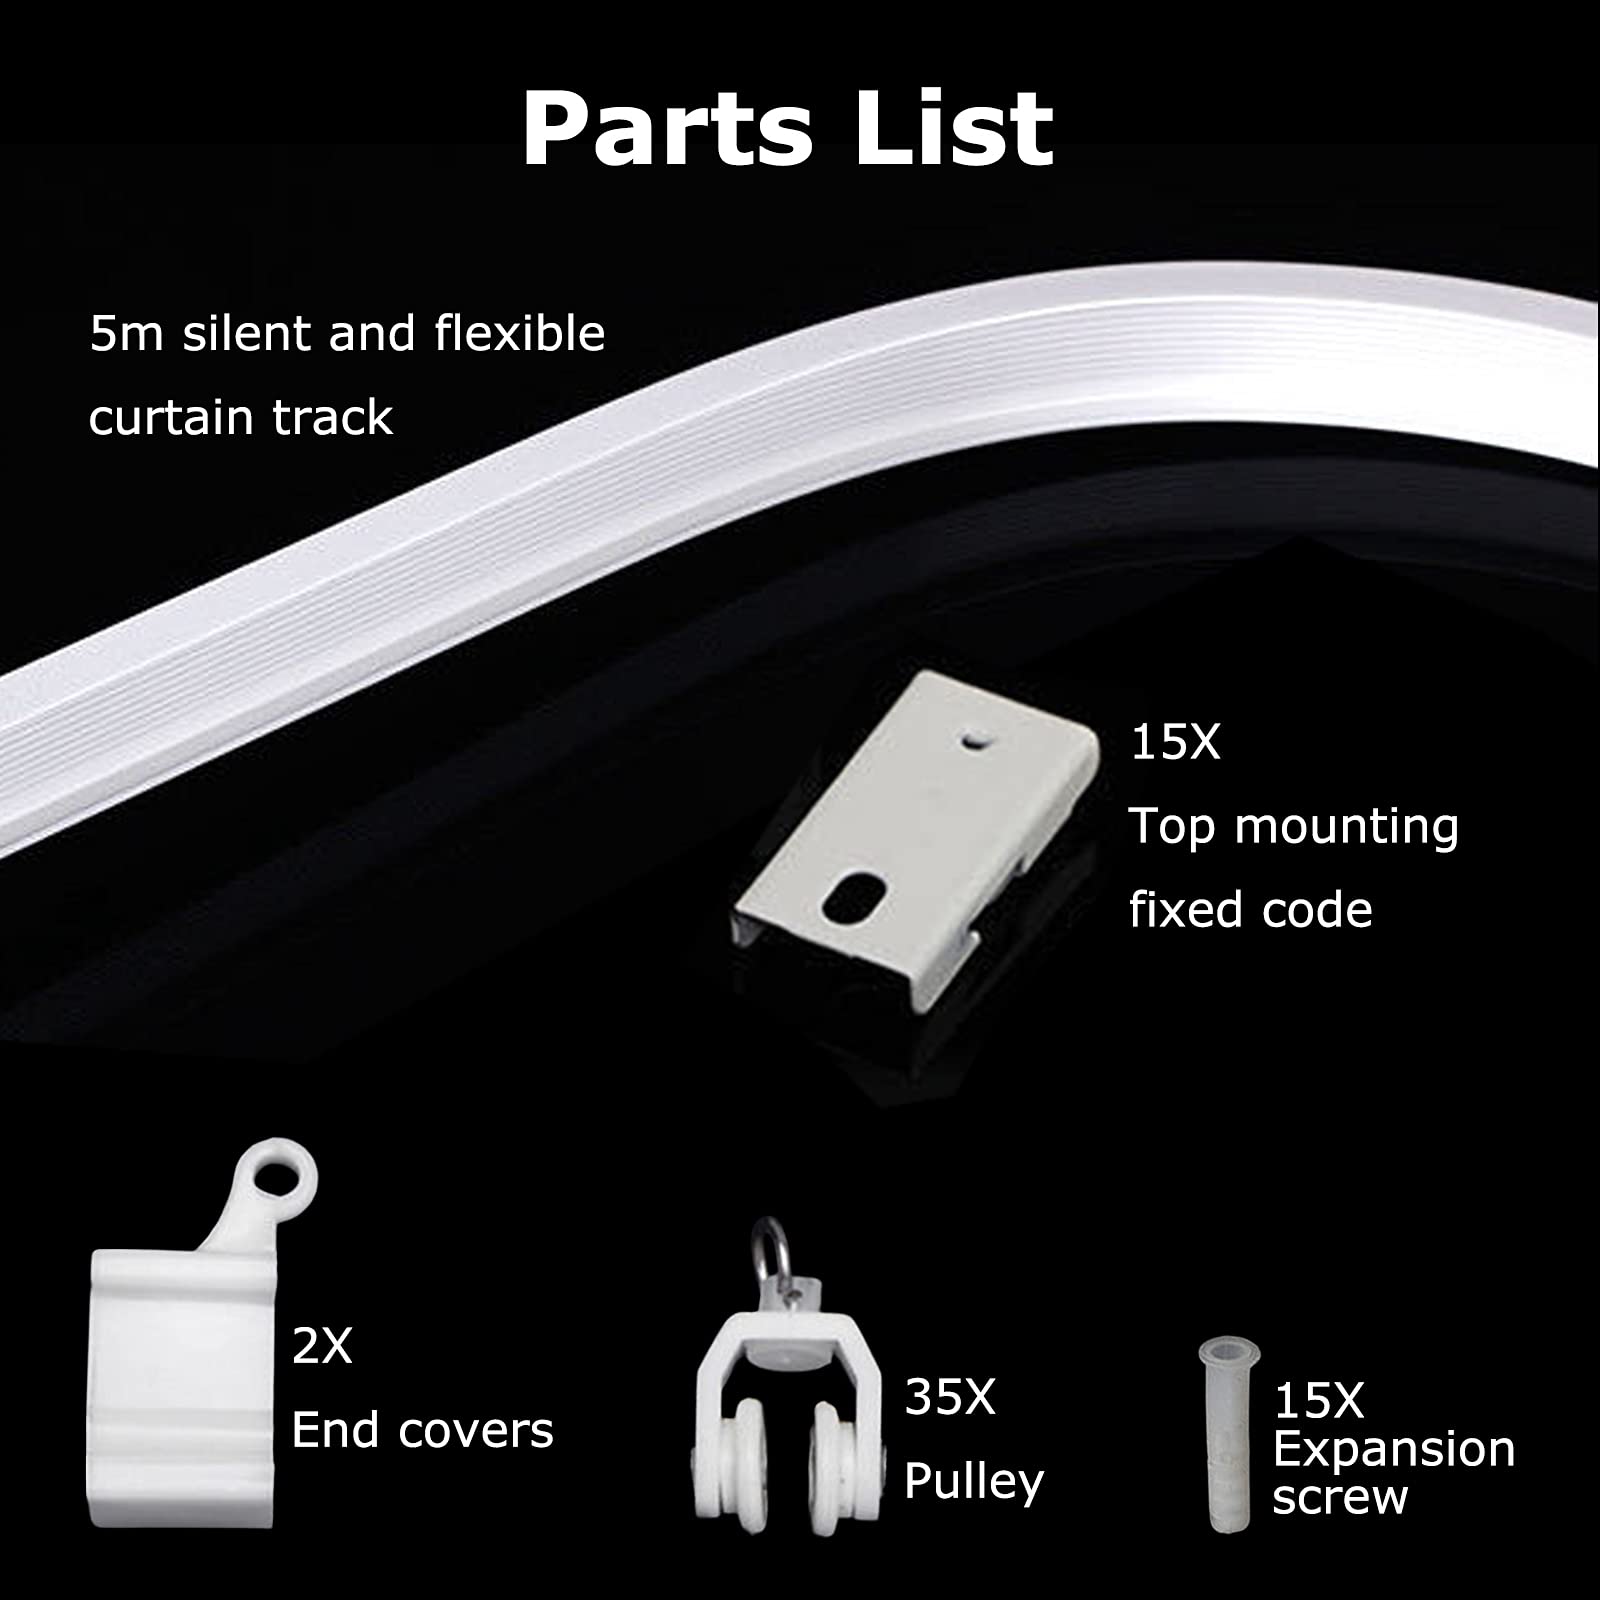 Parts List
5m silent and flexible
curtain track
15X
Top mounting
fixed code
2X
End covers
35X
Pulley
15X
Expansion
screw